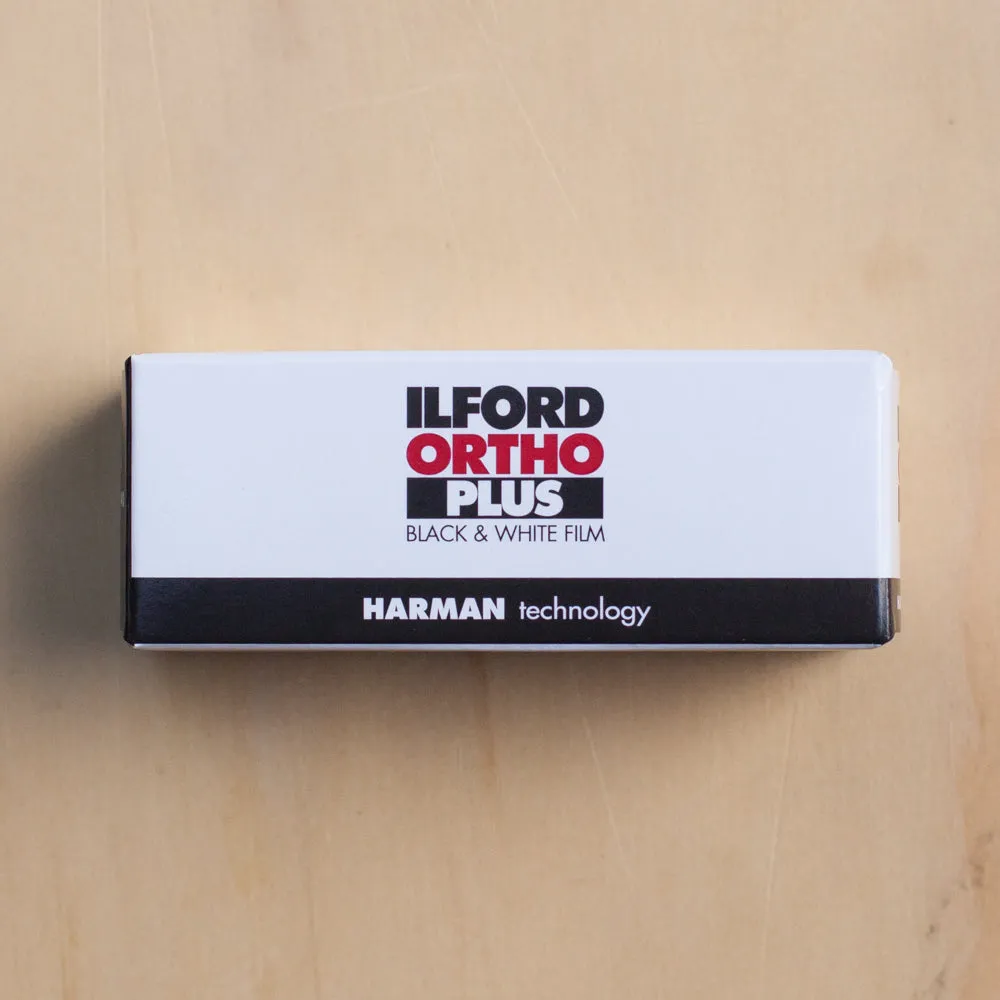 ILFORD
ORTHO
PLUS
BLACK & WHITE FILM
HARMAN technology